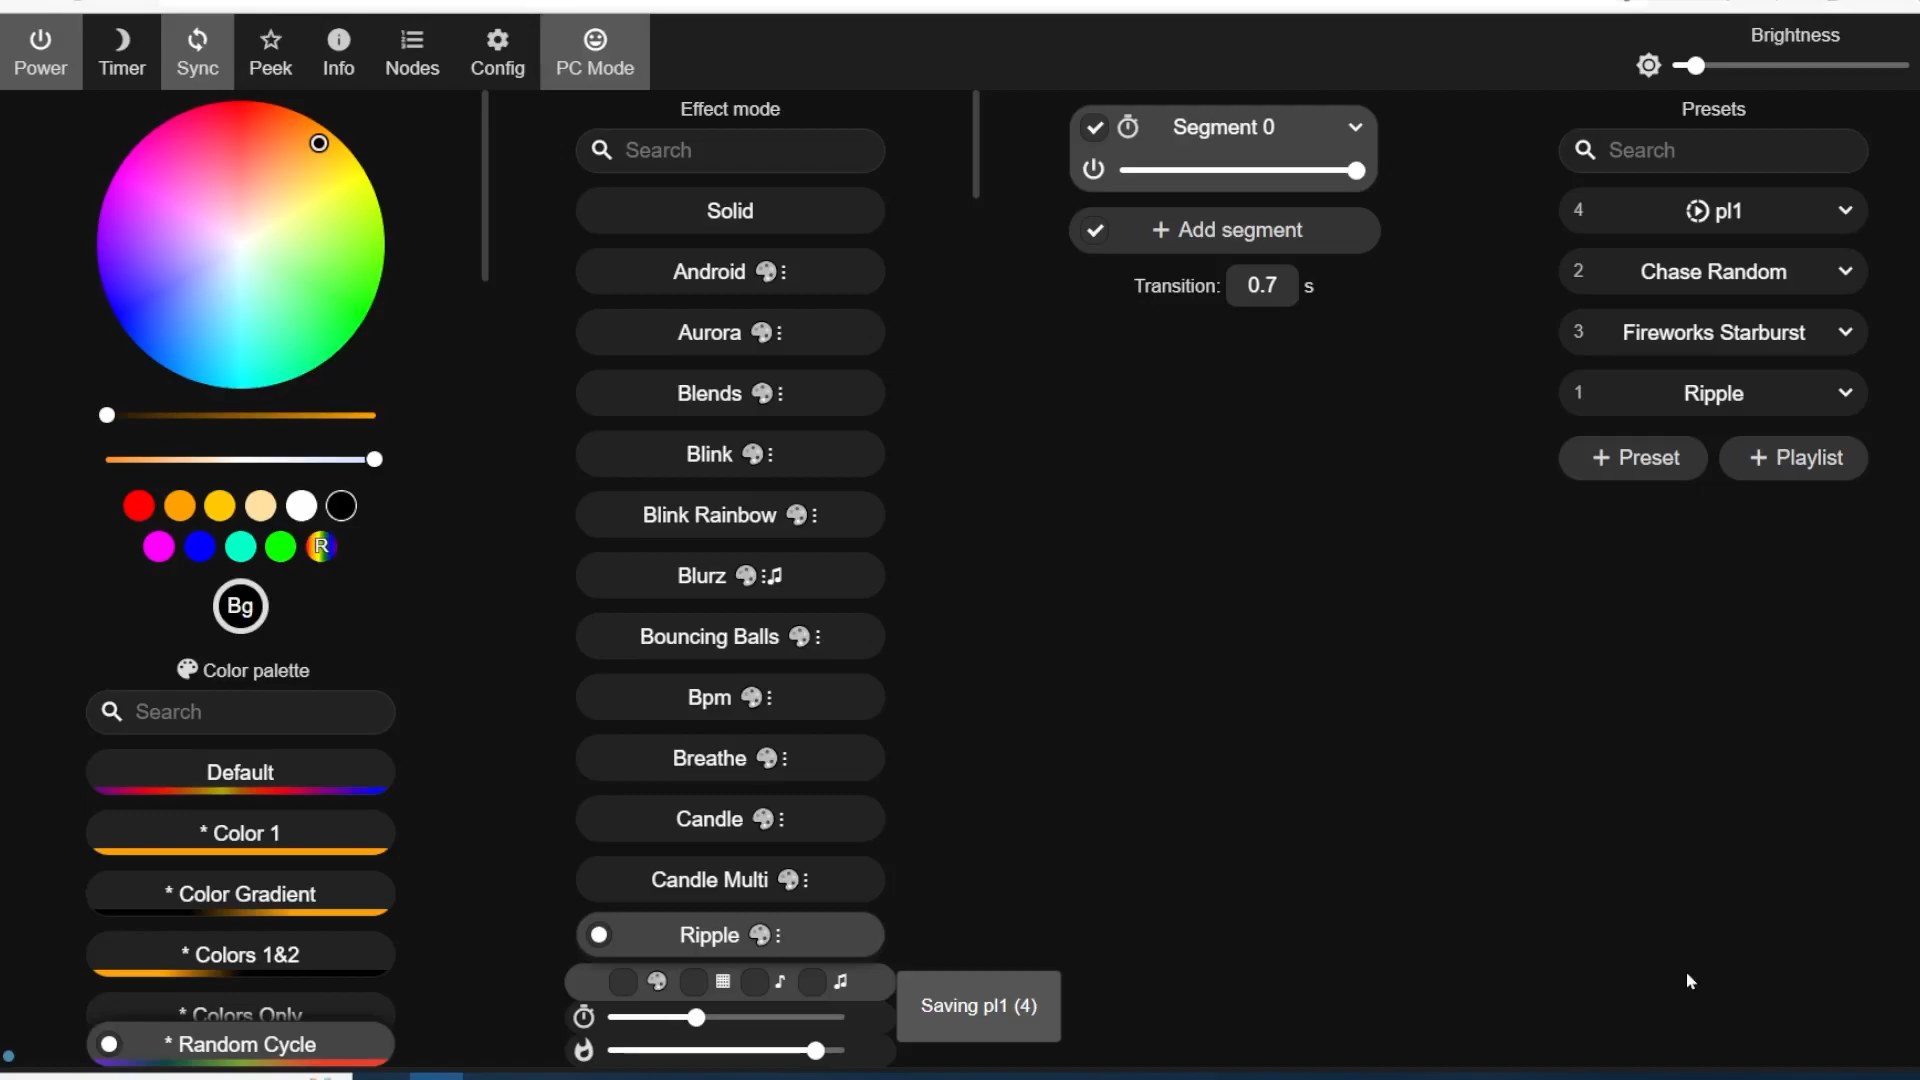 Power
Timer
Sync
Peek
Info
Nodes
Config
PC Mode
Brightness
Bg
Color palette
Search
Default
* Color 1
* Color Gradient
* Colors 1&2
* Colors Only
* Random Cycle
R
Effect mode
Search
Solid
Android
Aurora
Blends
Blink
Blink Rainbow
Blurz
Bouncing Balls
Bpm
Breathe
Candle
Candle Multi
Ripple
Saving pl1 (4)
Segment 0
+ Add segment
Transition: 0.7 s
Presets
Search
4 pl1
2 Chase Random
3 Fireworks Starburst
1 Ripple
+ Preset
+ Playlist